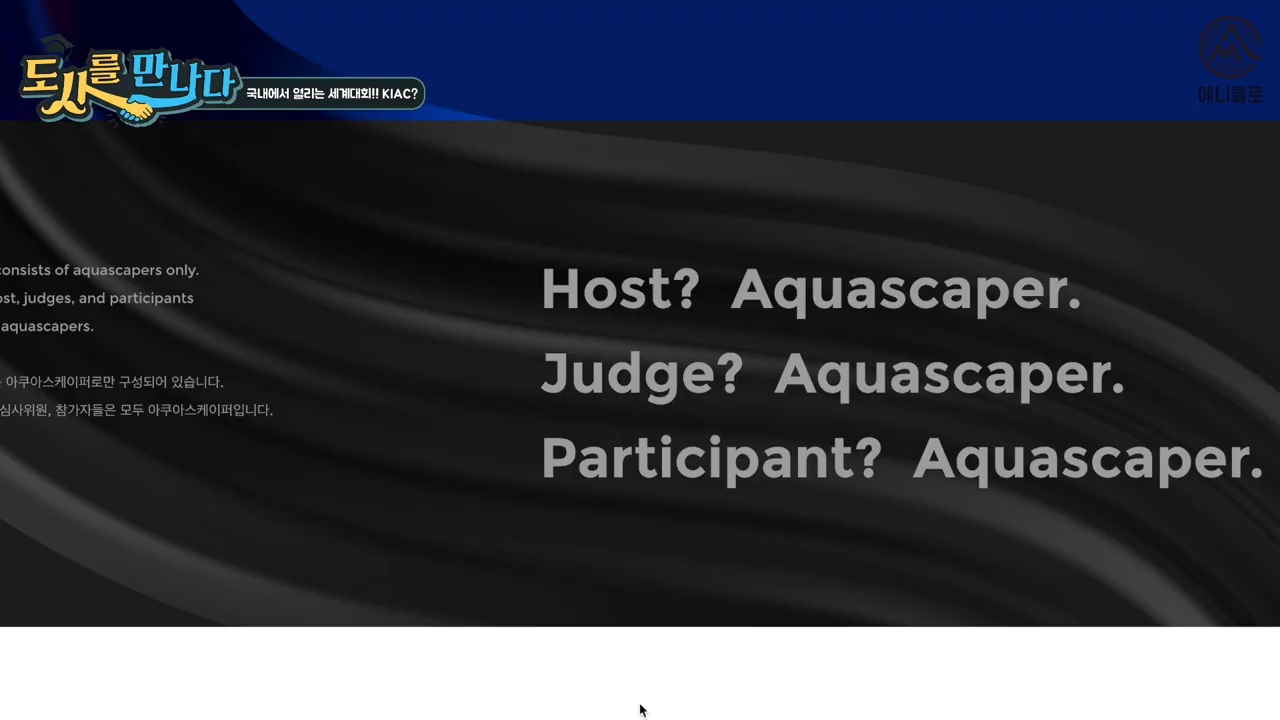 도사를 만나다
국내에서 열리는 세계대회!! KIAC?
애니멀로
consists of aquascapers only.
ost, judges, and participants
aquascapers.
아쿠아스케이퍼로만 구성되어 있습니다.
심사위원, 참가자들은 모두 아쿠아스케이퍼입니다.
Host? Aquascaper.
Judge? Aquascaper.
Participant? Aquascaper.